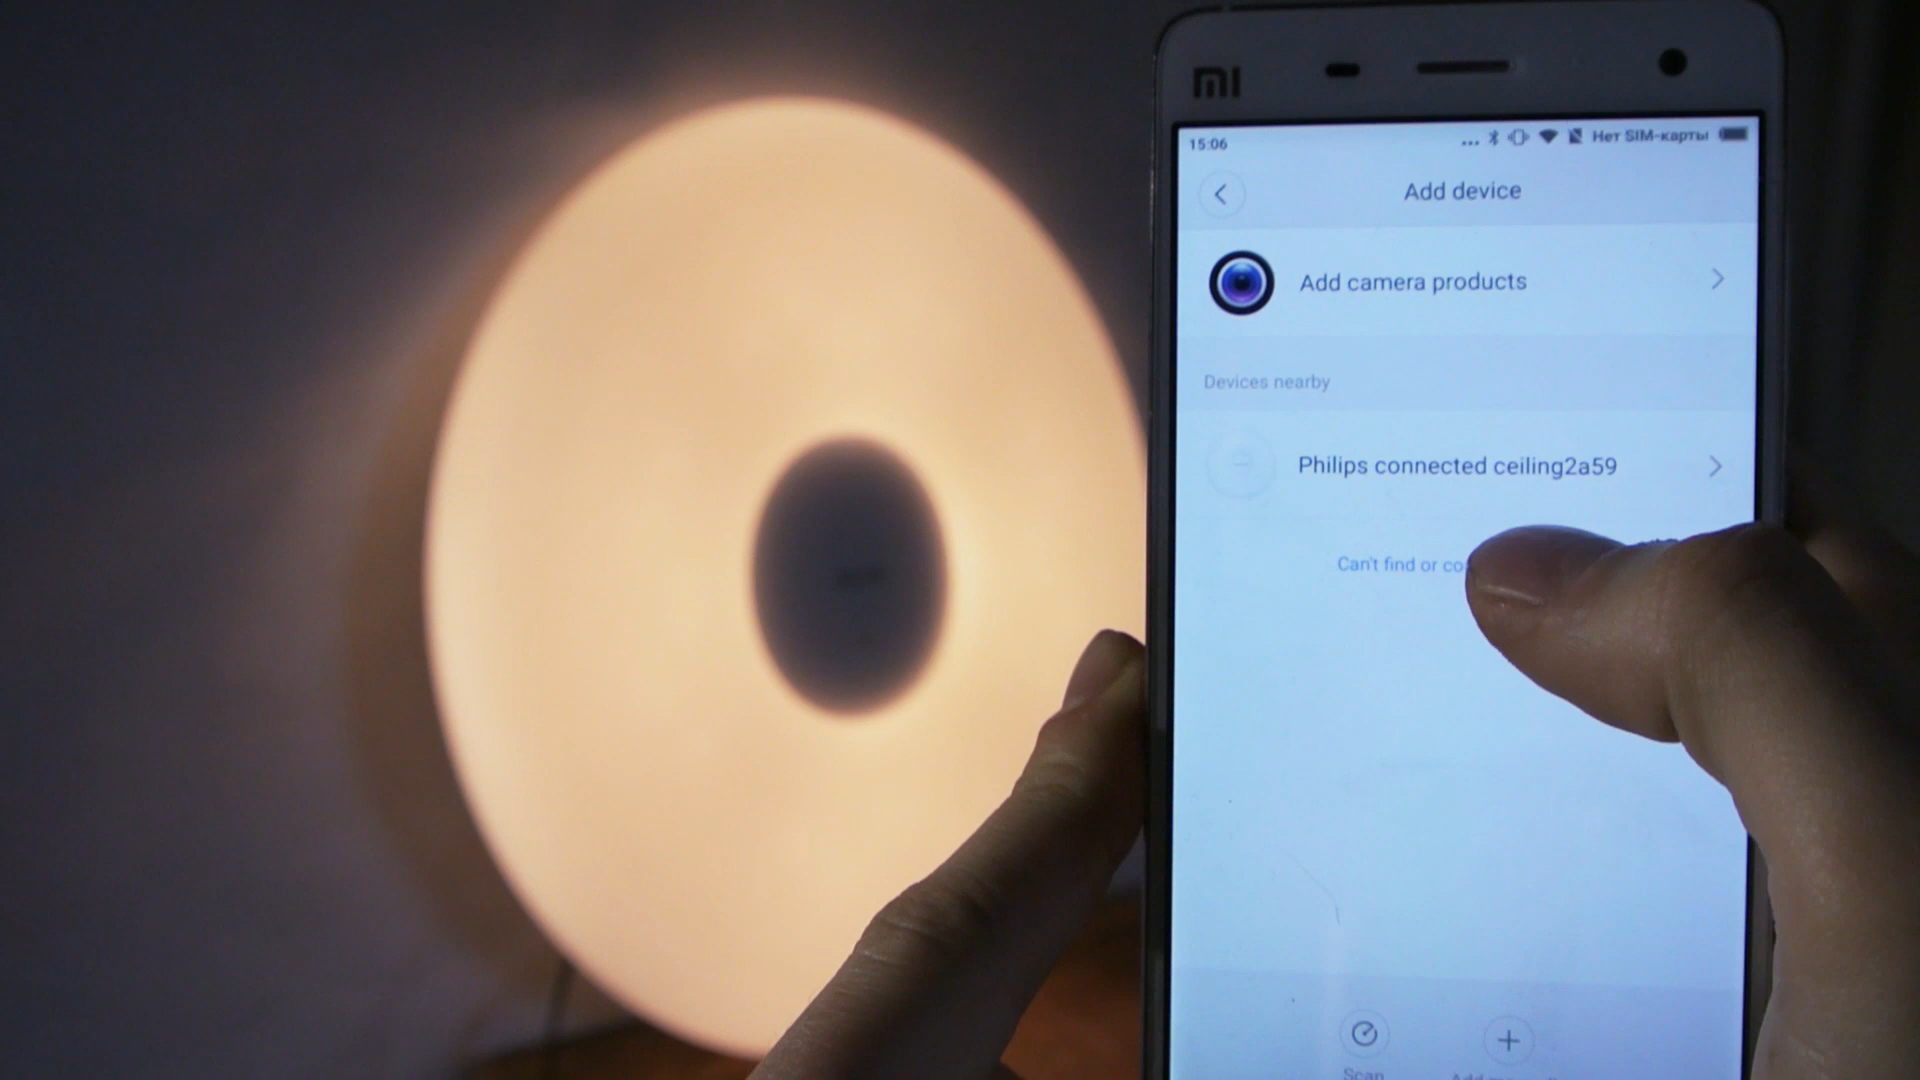 mi
15:06 ... Нет SIM-карты
Add device
Add camera products
Devices nearby
Philips connected ceiling2a59
Can't find or co
Scan